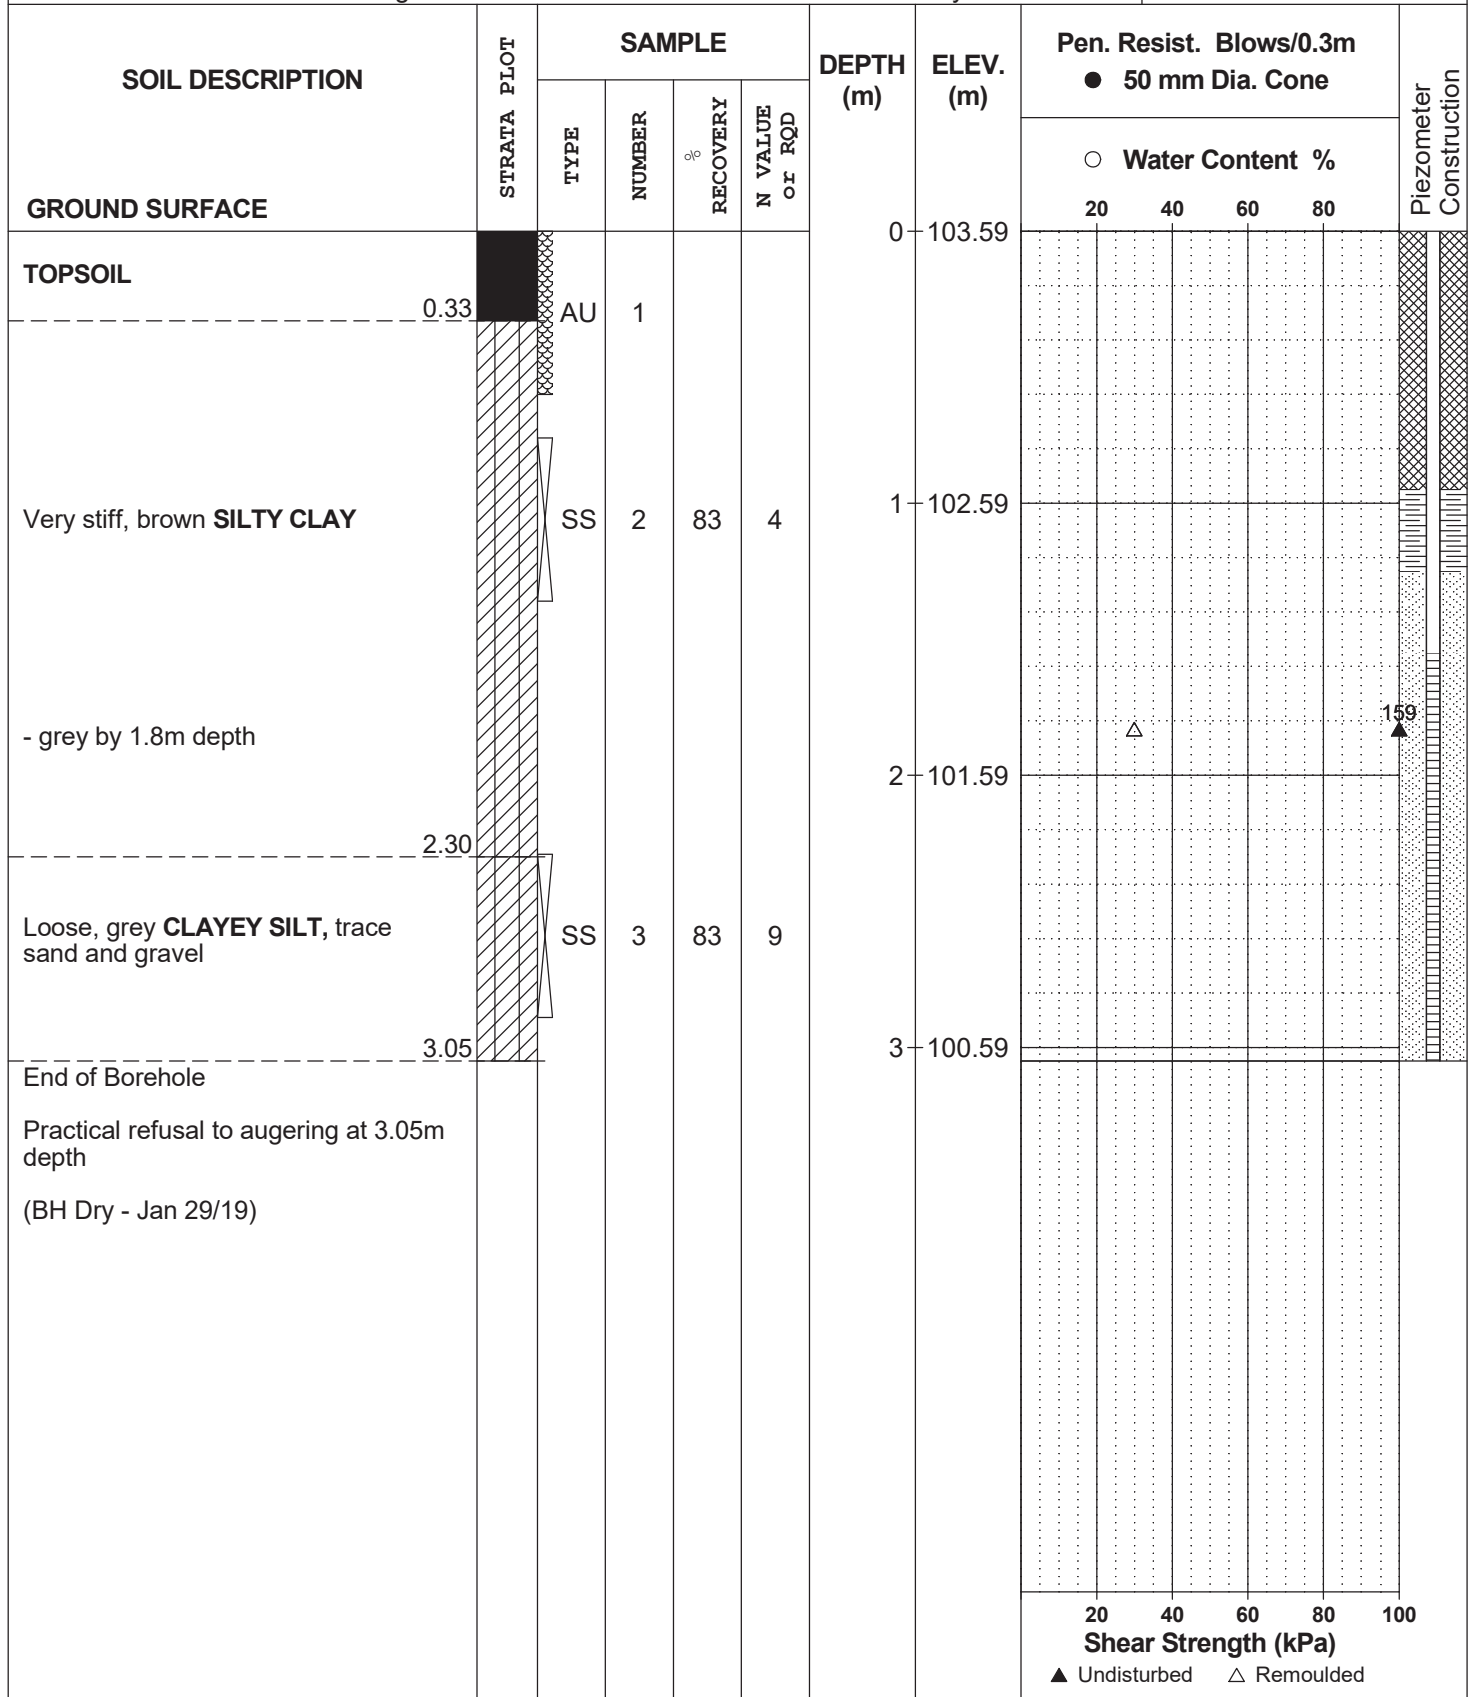 SOIL DESCRIPTION
GROUND SURFACE
STRATA PLOT
SAMPLE
TYPE
NUMBER
%
RECOVERY
N VALUE
or RQD
DEPTH
(m)
ELEV.
(m)
Pen. Resist. Blows/0.3m
● 50 mm Dia. Cone
○ Water Content %
20 40 60 80
Piezometer
Construction
0 103.59
TOPSOIL
0.33
AU 1
1 102.59
Very stiff, brown SILTY CLAY
SS 2 83 4
159
- grey by 1.8m depth
2 101.59
2.30
Loose, grey CLAYEY SILT, trace
sand and gravel
SS 3 83 9
3.05
3 100.59
End of Borehole
Practical refusal to augering at 3.05m
depth
(BH Dry - Jan 29/19)
20 40 60 80 100
Shear Strength (kPa)
▲ Undisturbed △ Remoulded